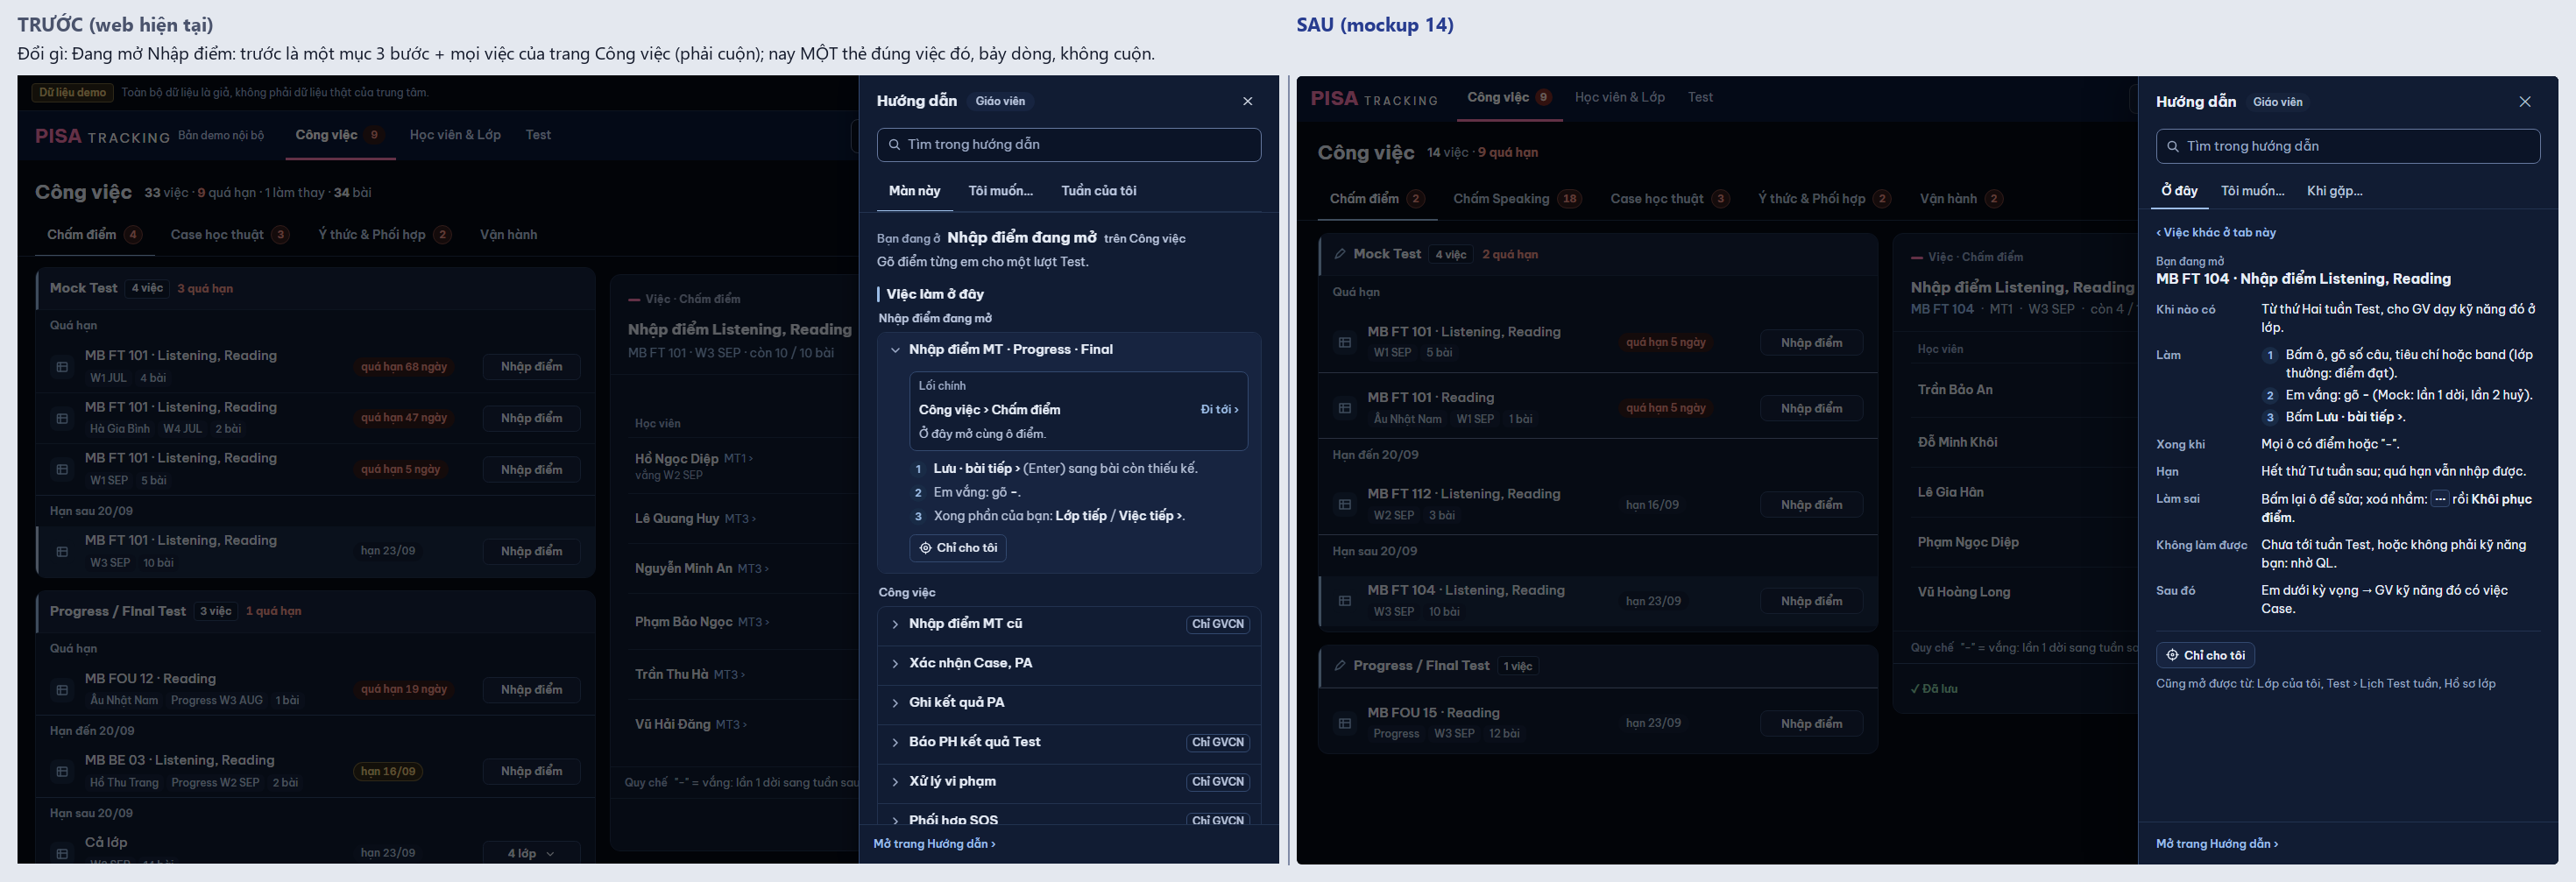 TRƯỚC (web hiện tại)
Đổi gì: Đang mở Nhập điểm: trước là một mục 3 bước + mọi việc của trang Công việc (phải cuộn); nay MỘT thẻ đúng việc đó, bảy dòng, không cuộn.
Dữ liệu demo Toàn bộ dữ liệu là giả, không phải dữ liệu thật của trung tâm.
PISA TRACKING Bản demo nội bộ Công việc 9 Học viên & Lớp Test
Công việc 33 việc · 9 quá hạn · 1 làm thay · 34 bài
Chấm điểm 4 Case học thuật 3 Ý thức & Phối hợp 2 Vận hành
Mock Test 4 việc 3 quá hạn
Quá hạn
MB FT 101 · Listening, Reading
W1 JUL 4 bài
quá hạn 68 ngày Nhập điểm
MB FT 101 · Listening, Reading
Hà Gia Bình W4 JUL 2 bài
quá hạn 47 ngày Nhập điểm
MB FT 101 · Listening, Reading
W1 SEP 5 bài
quá hạn 5 ngày Nhập điểm
Hạn sau 20/09
MB FT 101 · Listening, Reading
W3 SEP 10 bài
hạn 23/09 Nhập điểm
Progress / Final Test 3 việc 1 quá hạn
Quá hạn
MB FOU 12 · Reading
Âu Nhật Nam Progress W3 AUG 1 bài
quá hạn 19 ngày Nhập điểm
Hạn đến 20/09
MB BE 03 · Listening, Reading
Hồ Thu Trang Progress W2 SEP 2 bài
hạn 16/09 Nhập điểm
Hạn sau 20/09
Cả lớp
hạn 23/09 4 lớp
Việc · Chấm điểm
Nhập điểm Listening, Reading
MB FT 101 · W3 SEP · còn 10 / 10 bài
Học viên
Hồ Ngọc Diệp MT1 ›
vắng W2 SEP
Lê Quang Huy MT3 ›
Nguyễn Minh An MT3 ›
Phạm Bảo Ngọc MT3 ›
Trần Thu Hà MT3 ›
Vũ Hải Đăng MT3 ›
Quy chế "-" = vắng: lần 1 dời sang tuần sau
Hướng dẫn Giáo viên
Tìm trong hướng dẫn
Màn này Tôi muốn... Tuần của tôi
Bạn đang ở Nhập điểm đang mở trên Công việc
Gõ điểm từng em cho một lượt Test.
Việc làm ở đây
Nhập điểm đang mở
Nhập điểm MT · Progress · Final
Lối chính
Công việc › Chấm điểm Đi tới ›
Ở đây mở cùng ô điểm.
1 Lưu · bài tiếp › (Enter) sang bài còn thiếu kế.
2 Em vắng: gõ -.
3 Xong phần của bạn: Lớp tiếp / Việc tiếp ›.
Chỉ cho tôi
Công việc
Nhập điểm MT cũ Chỉ GVCN
Xác nhận Case, PA
Ghi kết quả PA
Báo PH kết quả Test Chỉ GVCN
Xử lý vi phạm Chỉ GVCN
Phối hợp SOS Chỉ GVCN
Mở trang Hướng dẫn ›
SAU (mockup 14)
PISA TRACKING Công việc 9 Học viên & Lớp Test
Công việc 14 việc · 9 quá hạn
Chấm điểm 2 Chấm Speaking 18 Case học thuật 3 Ý thức & Phối hợp 2 Vận hành 2
Mock Test 4 việc 2 quá hạn
Quá hạn
MB FT 101 · Listening, Reading
W1 SEP 5 bài
quá hạn 5 ngày Nhập điểm
MB FT 101 · Reading
Âu Nhật Nam W1 SEP 1 bài
quá hạn 5 ngày Nhập điểm
Hạn đến 20/09
MB FT 112 · Listening, Reading
W2 SEP 3 bài
hạn 16/09 Nhập điểm
Hạn sau 20/09
MB FT 104 · Listening, Reading
W3 SEP 10 bài
hạn 23/09 Nhập điểm
Progress / Final Test 1 việc
MB FOU 15 · Reading
Progress W3 SEP 12 bài
hạn 23/09 Nhập điểm
Việc · Chấm điểm
Nhập điểm Listening, Reading
MB FT 104 · MT1 · W3 SEP · còn 4 /
Học viên
Trần Bảo An
Đỗ Minh Khôi
Lê Gia Hân
Phạm Ngọc Diệp
Vũ Hoàng Long
Quy chế "-" = vắng: lần 1 dời sang tuần sa
✓ Đã lưu
Hướng dẫn Giáo viên
Tìm trong hướng dẫn
Ở đây Tôi muốn... Khi gặp...
‹ Việc khác ở tab này
Bạn đang mở
MB FT 104 · Nhập điểm Listening, Reading
Khi nào có Từ thứ Hai tuần Test, cho GV dạy kỹ năng đó ở
lớp.
Làm 1 Bấm ô, gõ số câu, tiêu chí hoặc band (lớp
thường: điểm đạt).
2 Em vắng: gõ - (Mock: lần 1 dời, lần 2 huỷ).
3 Bấm Lưu · bài tiếp ›.
Xong khi Mọi ô có điểm hoặc "-".
Hạn Hết thứ Tư tuần sau; quá hạn vẫn nhập được.
Làm sai Bấm lại ô để sửa; xoá nhầm: ··· rồi Khôi phục
điểm.
Không làm được Chưa tới tuần Test, hoặc không phải kỹ năng
bạn: nhờ QL.
Sau đó Em dưới kỳ vọng → GV kỹ năng đó có việc
Case.
Chỉ cho tôi
Cũng mở được từ: Lớp của tôi, Test › Lịch Test tuần, Hồ sơ lớp
Mở trang Hướng dẫn ›